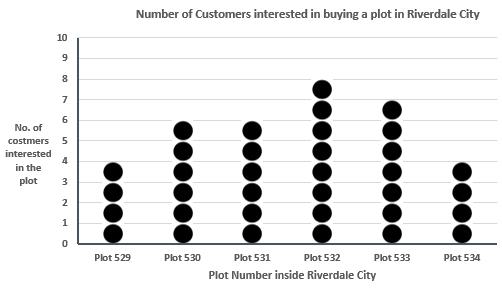 Number of Customers interested in buying a plot in Riverdale City
10
9
8
7
6
5
4
3
2
1
0
No. of
costmers
interested
in the
plot
Plot 529 Plot 530 Plot 531 Plot 532 Plot 533 Plot 534
Plot Number inside Riverdale City